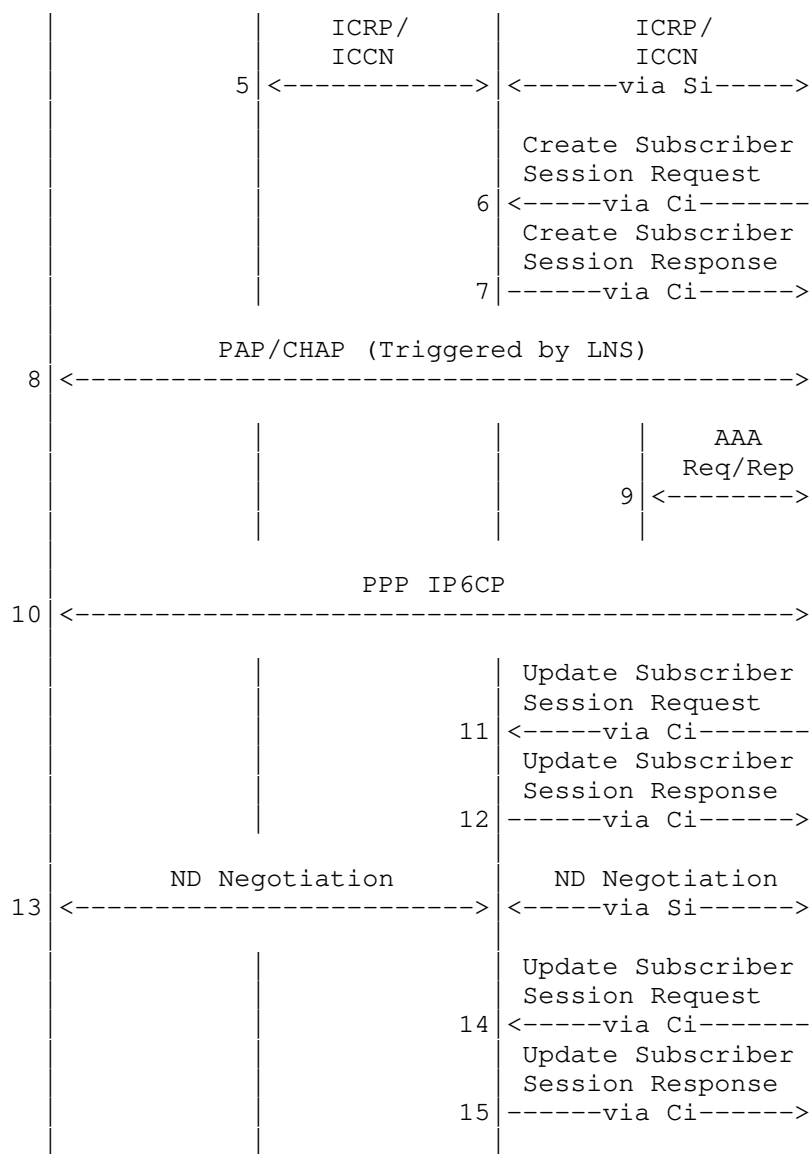 ICRP/ ICRP/
ICCN ICCN
5 |<------------>|<------via Si----->
Create Subscriber
Session Request
6 |<-----via Ci-------
Create Subscriber
Session Response
7 |------via Ci------>
PAP/CHAP (Triggered by LNS)
8 |<---------------------------------------------->
AAA
Req/Rep
9 |<-------->
PPP IP6CP
10 |<---------------------------------------------->
Update Subscriber
Session Request
11 |<-----via Ci-------
Update Subscriber
Session Response
12 |------via Ci------>
ND Negotiation ND Negotiation
13 |<-------------------------->|<-----via Si------>
Update Subscriber
Session Request
14 |<-----via Ci-------
Update Subscriber
Session Response
15 |------via Ci------>